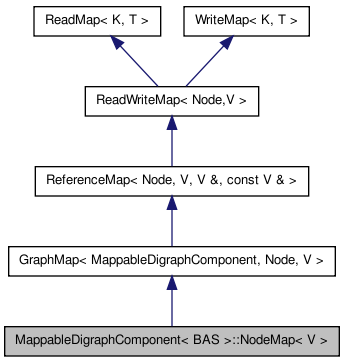 ReadMap< K, T >
WriteMap< K, T >
ReadWriteMap< Node,V >
ReferenceMap< Node, V, V &, const V & >
GraphMap< MappableDigraphComponent, Node, V >
MappableDigraphComponent< BAS >::NodeMap< V >